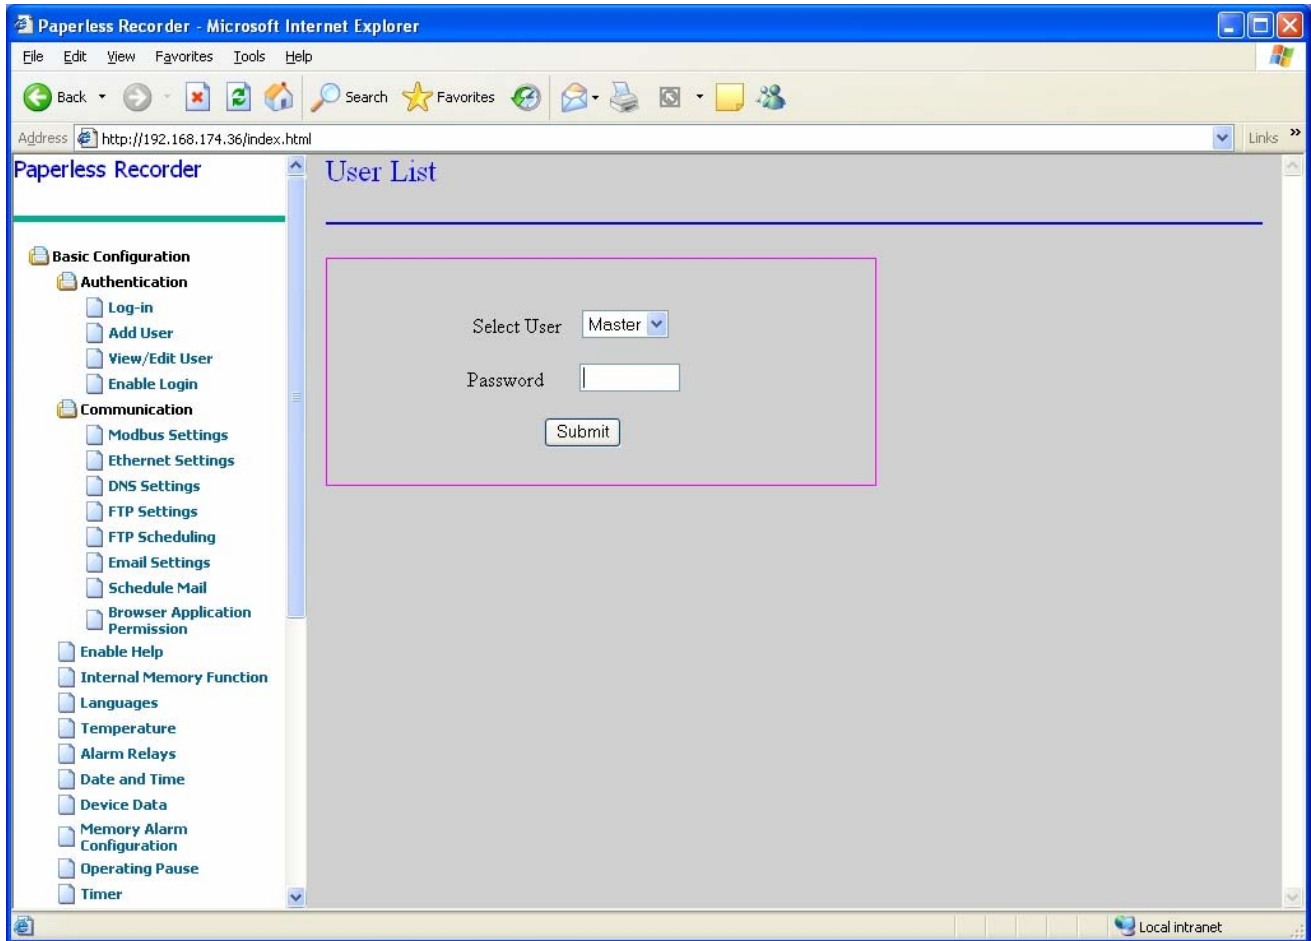 Paperless Recorder - Microsoft Internet Explorer
File Edit View Favorites Tools Help
Back Search Favorites
Address http://192.168.174.36/index.html Links »
Paperless Recorder
Basic Configuration
Authentication
Log-in
Add User
View/Edit User
Enable Login
Communication
Modbus Settings
Ethernet Settings
DNS Settings
FTP Settings
FTP Scheduling
Email Settings
Schedule Mail
Browser Application
Permission
Enable Help
Internal Memory Function
Languages
Temperature
Alarm Relays
Date and Time
Device Data
Memory Alarm
Configuration
Operating Pause
Timer
User List
Select User Master
Password
Submit
Local intranet